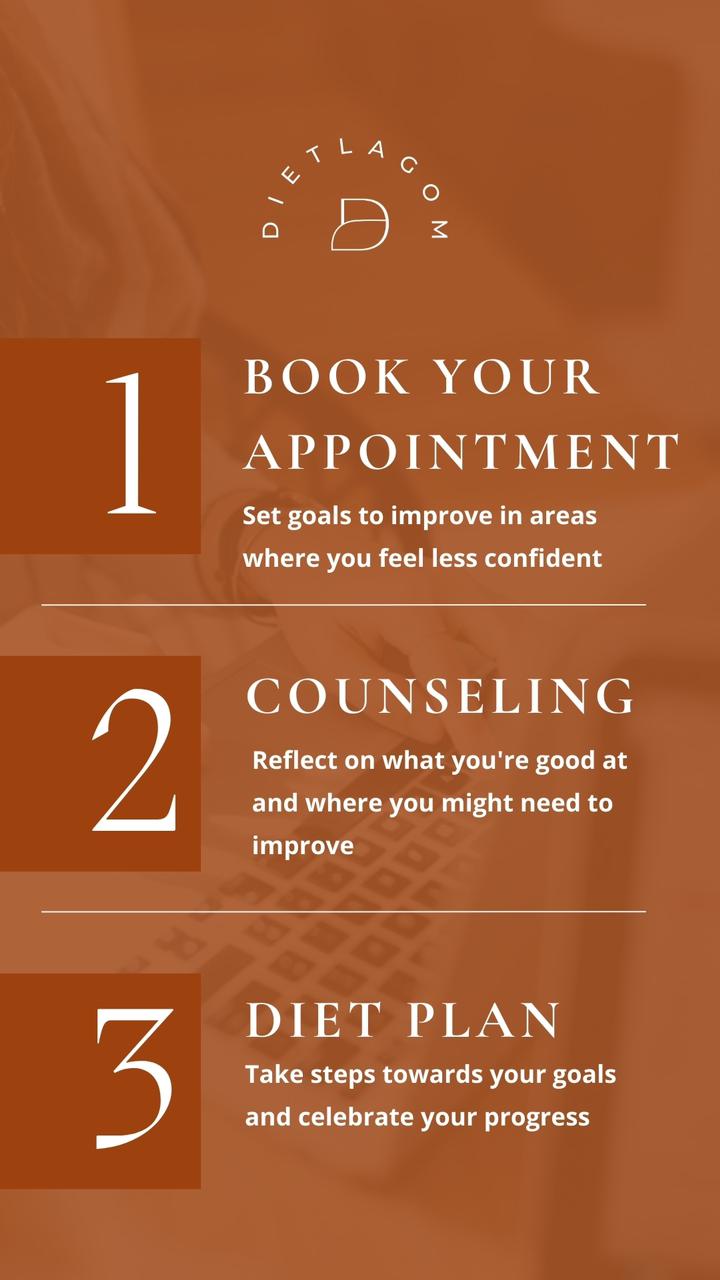 DIETLAGOM
1
BOOK YOUR
APPOINTMENT
Set goals to improve in areas
where you feel less confident
2
COUNSELING
Reflect on what you're good at
and where you might need to
improve
3
DIET PLAN
Take steps towards your goals
and celebrate your progress